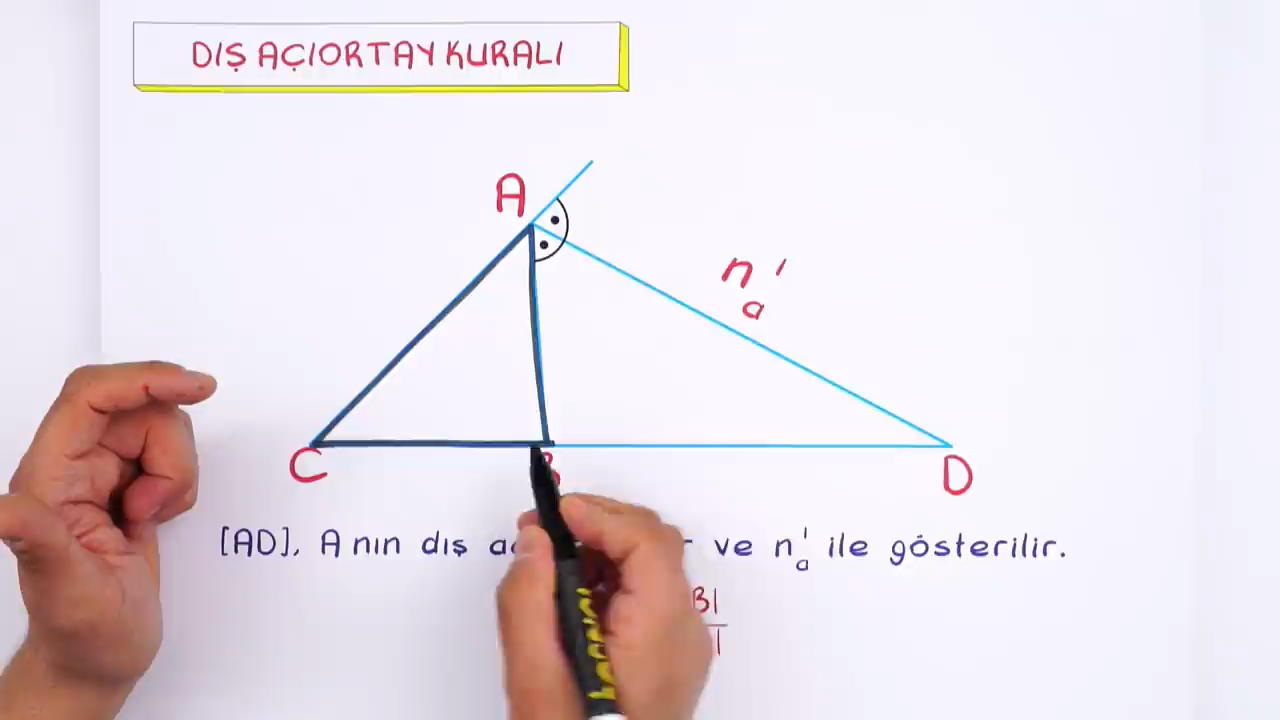 DIŞ AÇIORTAY KURALI
A
n'a
C
D
[AD], A nın dış ve n'a ile gösterilir.